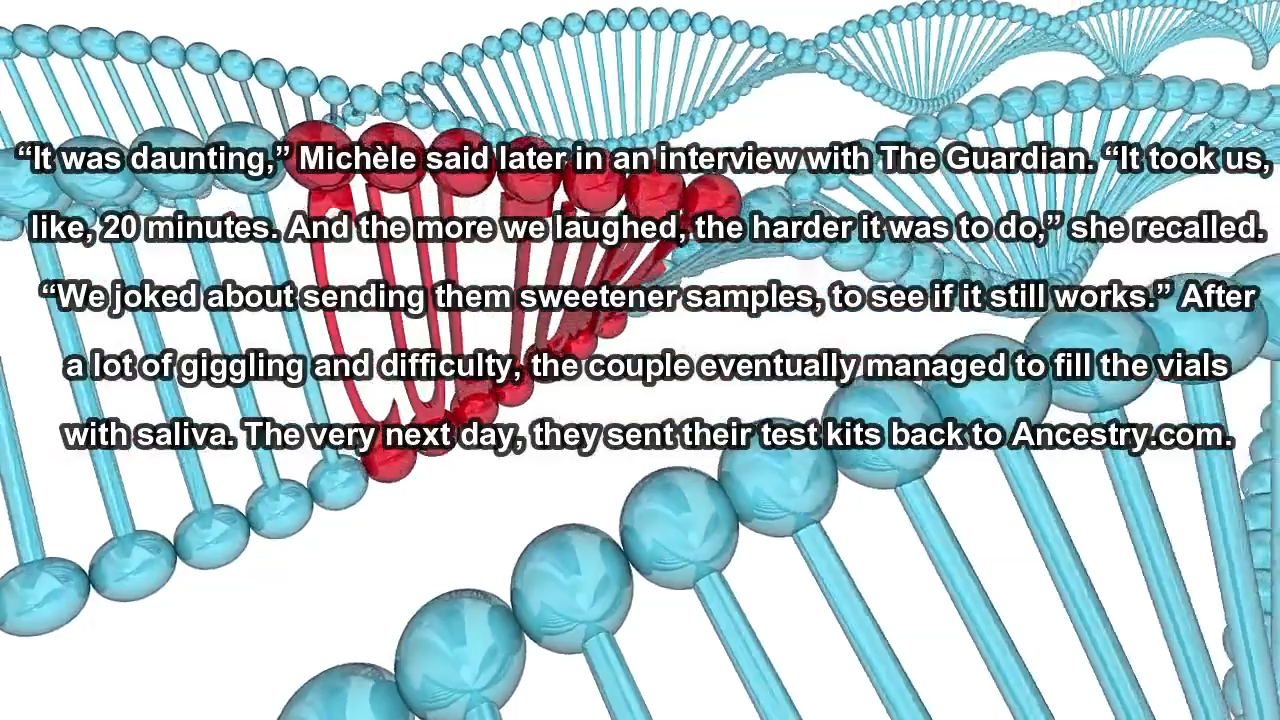 “It was daunting,” Michèle said later in an interview with The Guardian. “It took us,
like, 20 minutes. And the more we laughed, the harder it was to do,” she recalled.
“We joked about sending them sweetener samples, to see if it still works.” After
a lot of giggling and difficulty, the couple eventually managed to fill the vials
with saliva. The very next day, they sent their test kits back to Ancestry.com.